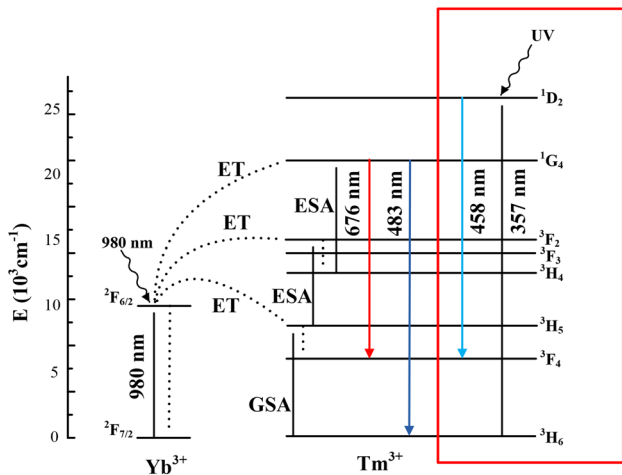 UV
25
¹D₂
20
¹G₄
ET
ESA
676 nm
483 nm
458 nm
357 nm
15
³F₂
³F₃
³H₄
ET
980 nm
10
²F₆/₂
ET
ESA
³H₅
5
³F₄
980 nm
GSA
0
²F₇/₂
³H₆
E (10³cm⁻¹)
Yb³⁺
Tm³⁺